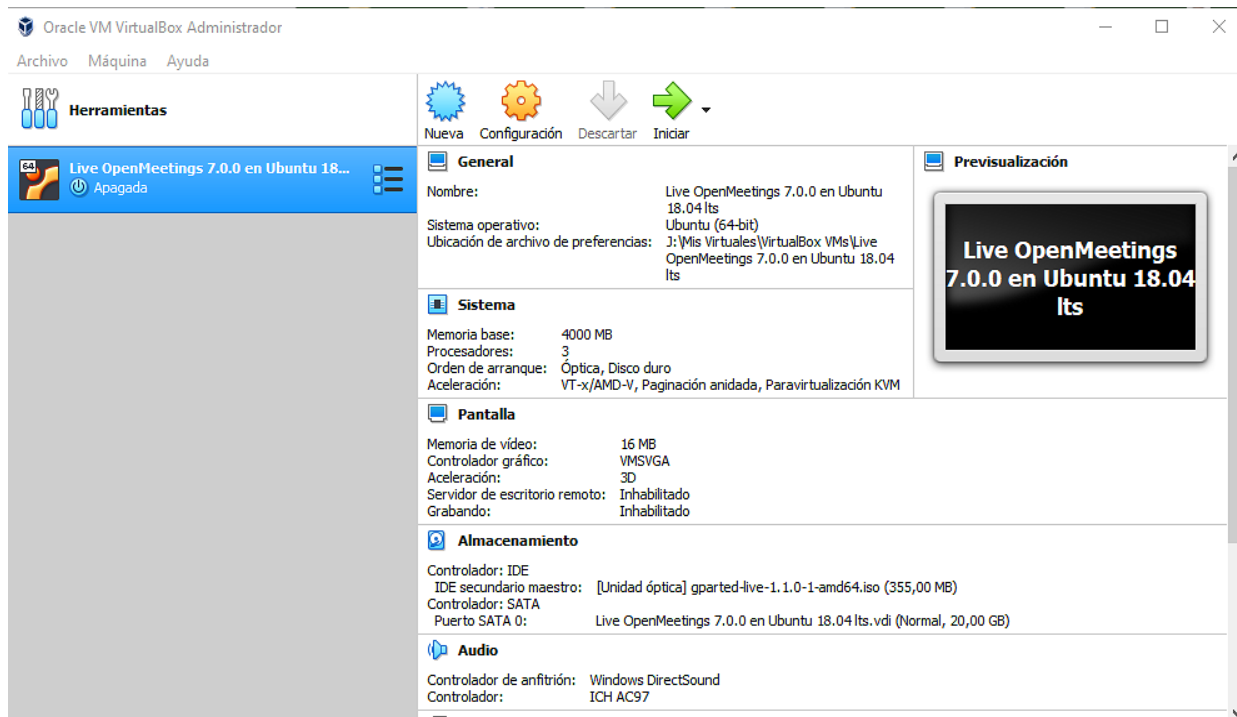 Oracle VM VirtualBox Administrador
Archivo Máquina Ayuda
Herramientas
Nueva Configuración Descartar Iniciar
64
Live OpenMeetings 7.0.0 en Ubuntu 18...
Apagada
General
Nombre: Live OpenMeetings 7.0.0 en Ubuntu
18.04 lts
Sistema operativo: Ubuntu (64-bit)
Ubicación de archivo de preferencias: J:\Mis Virtuales\VirtualBox VMs\Live
OpenMeetings 7.0.0 en Ubuntu 18.04
lts
Previsualización
Live OpenMeetings
7.0.0 en Ubuntu 18.04
lts
Sistema
Memoria base: 4000 MB
Procesadores: 3
Orden de arranque: Óptica, Disco duro
Aceleración: VT-x/AMD-V, Paginación anidada, Paravirtualización KVM
Pantalla
Memoria de vídeo: 16 MB
Controlador gráfico: VMSVGA
Aceleración: 3D
Servidor de escritorio remoto: Inhabilitado
Grabando: Inhabilitado
Almacenamiento
Controlador: IDE
IDE secundario maestro: [Unidad óptica] gparted-live-1.1.0-1-amd64.iso (355,00 MB)
Controlador: SATA
Puerto SATA 0: Live OpenMeetings 7.0.0 en Ubuntu 18.04 lts.vdi (Normal, 20,00 GB)
Audio
Controlador de anfitrión: Windows DirectSound
Controlador: ICH AC97